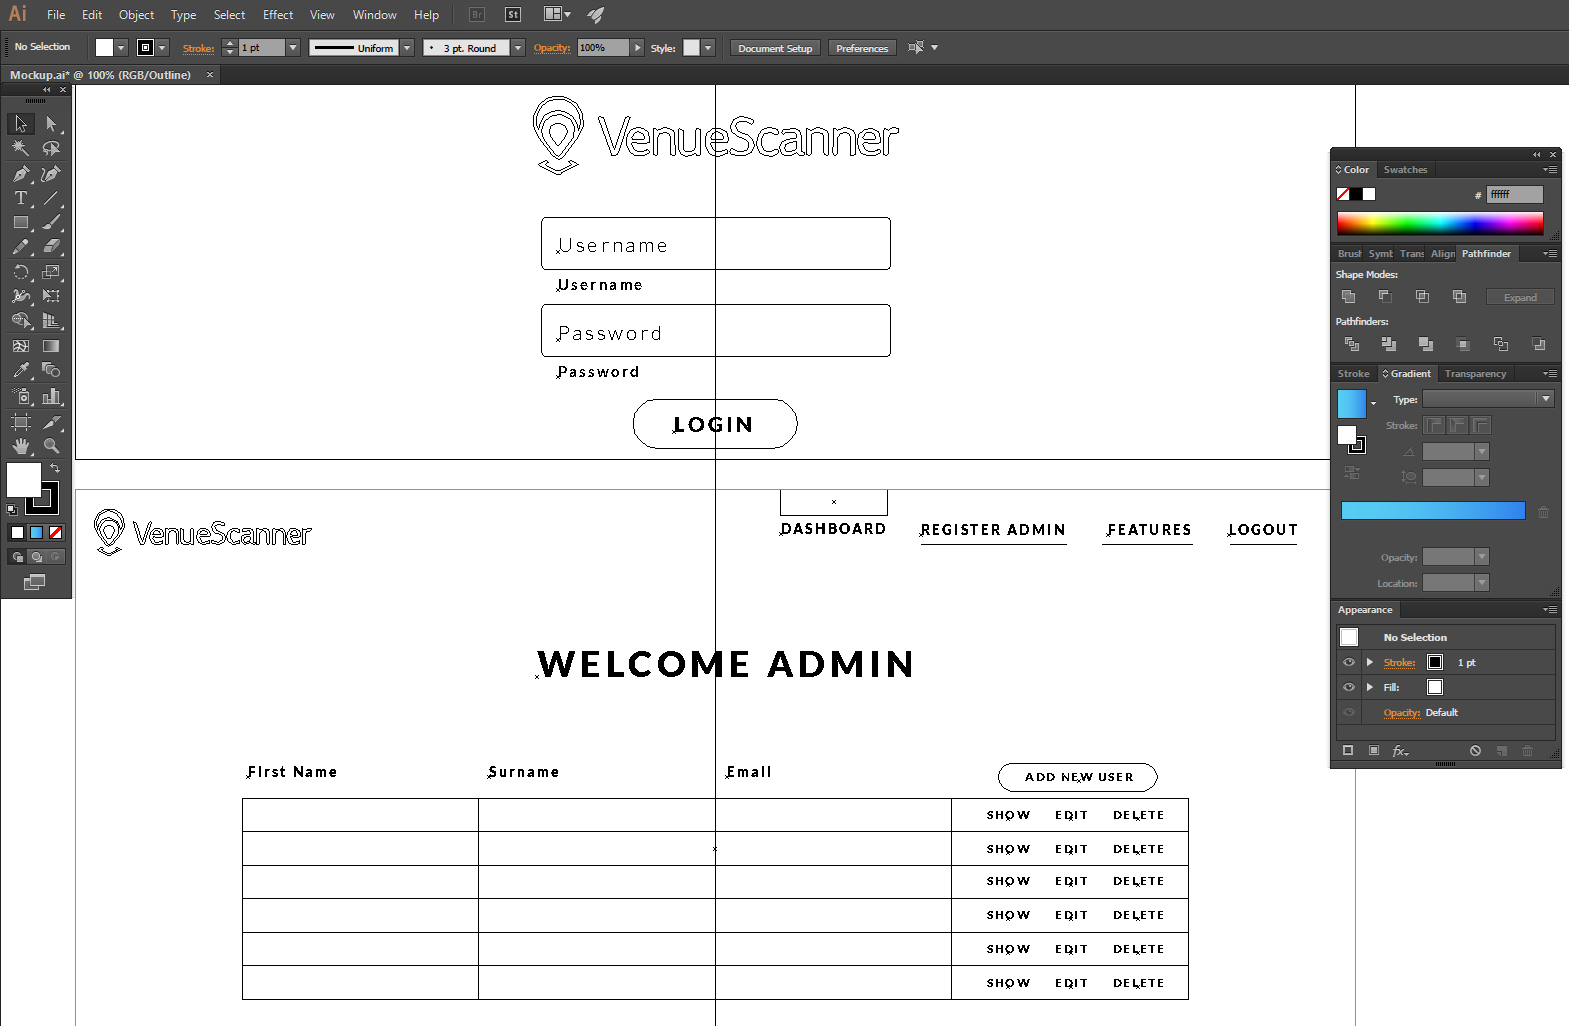 Ai File Edit Object Type Select Effect View Window Help Br St
No Selection Stroke: 1 pt Uniform 3 pt. Round Opacity: 100% Style: Document Setup Preferences
Mockup.ai* @ 100% (RGB/Outline) ×
VenueScanner
Username
Username
Password
Password
LOGIN
VenueScanner
DASHBOARD REGISTER ADMIN FEATURES LOGOUT
WELCOME ADMIN
First Name Surname Email ADD NEW USER
SHOW EDIT DELETE
SHOW EDIT DELETE
SHOW EDIT DELETE
SHOW EDIT DELETE
SHOW EDIT DELETE
SHOW EDIT DELETE
Color Swatches
# ffffff
Brush Symb Trans Align Pathfinder
Shape Modes:
Expand
Pathfinders:
Stroke Gradient Transparency
Type:
Stroke:
Opacity:
Location:
Appearance
No Selection
Stroke: 1 pt
Fill:
Opacity: Default
fx